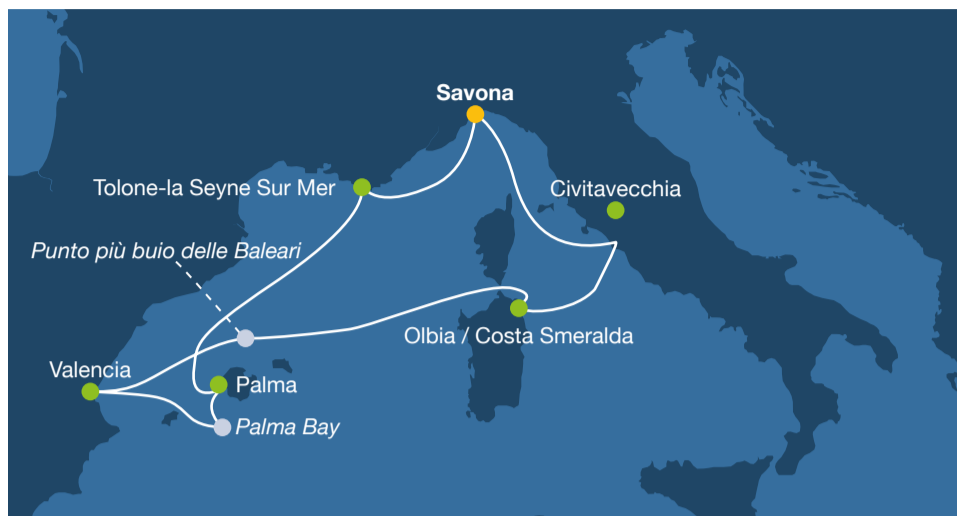 Savona
Tolone-la Seyne Sur Mer
Civitavecchia
Punto più buio delle Baleari
Olbia / Costa Smeralda
Valencia
Palma
Palma Bay